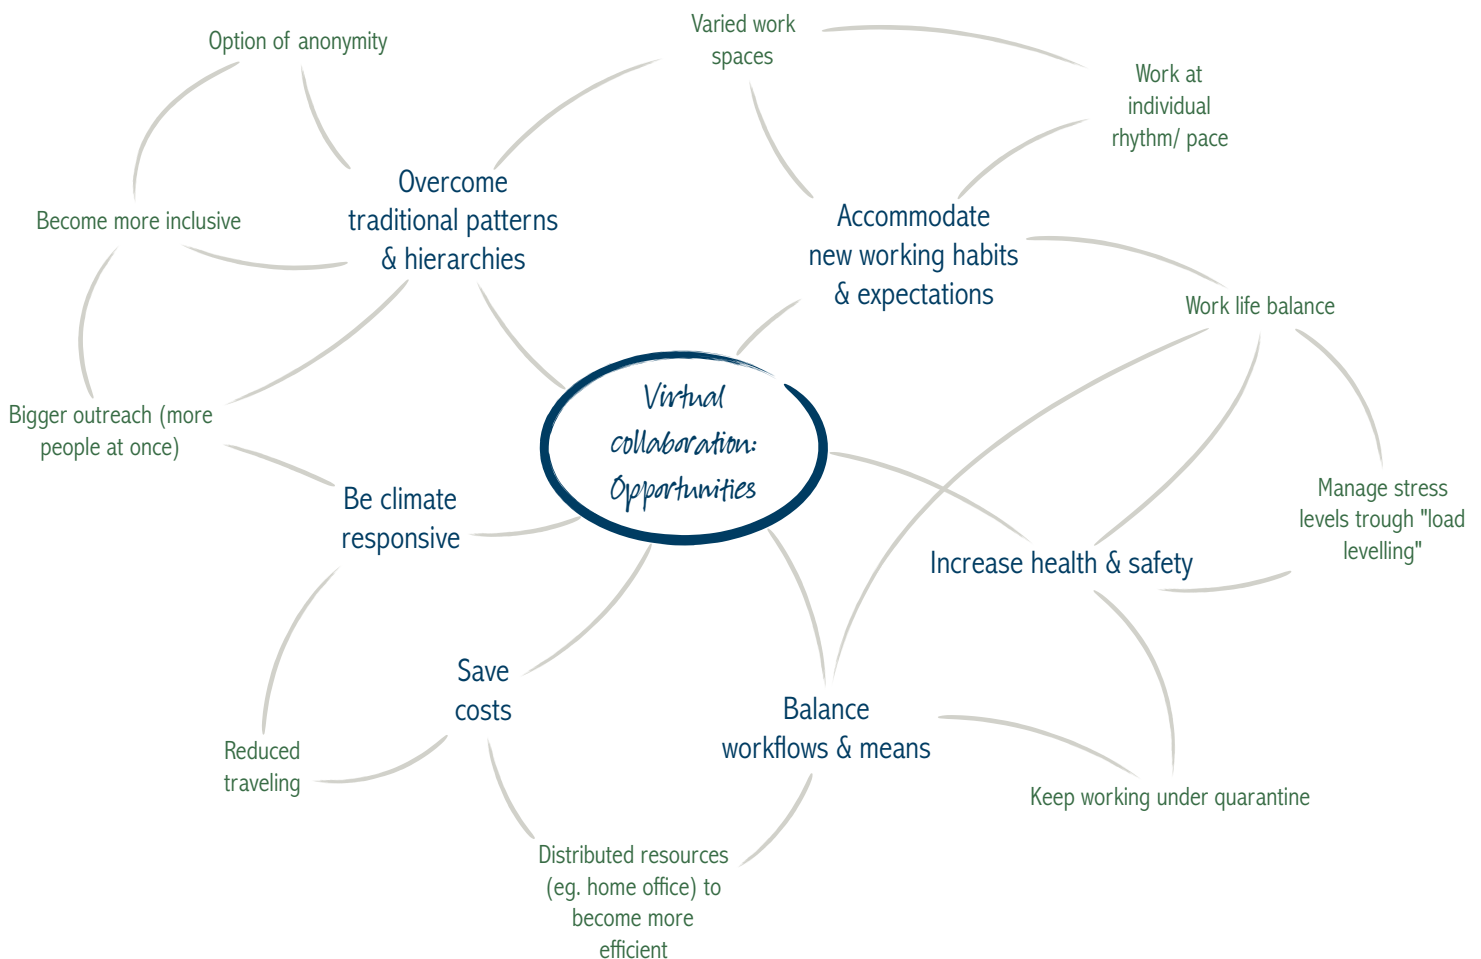 Option of anonymity
Varied work
spaces
Work at
individual
rhythm/ pace
Become more inclusive
Overcome
traditional patterns
& hierarchies
Accommodate
new working habits
& expectations
Work life balance
Virtual
collaboration:
Opportunities
Bigger outreach (more
people at once)
Be climate
responsive
Manage stress
levels trough "load
levelling"
Increase health & safety
Save
costs
Balance
workflows & means
Reduced
traveling
Keep working under quarantine
Distributed resources
(eg. home office) to
become more
efficient